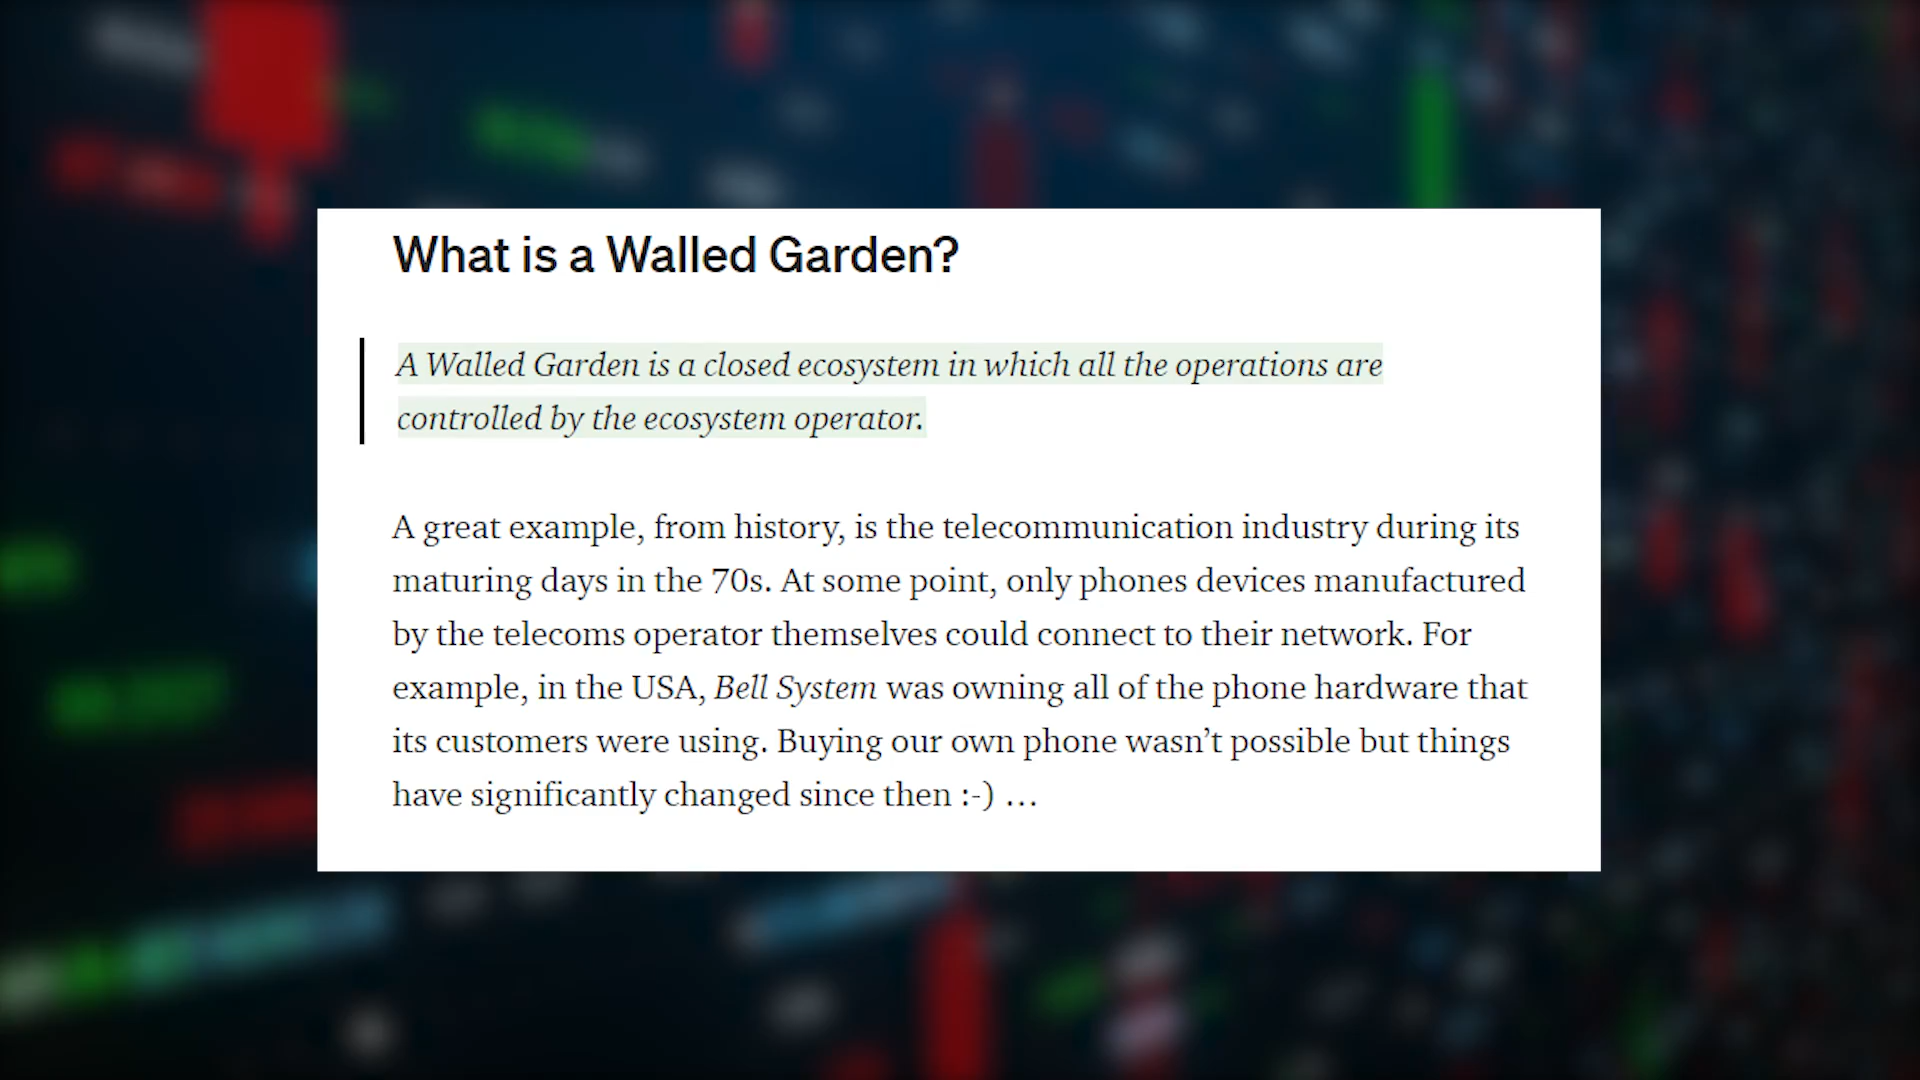 What is a Walled Garden?
A Walled Garden is a closed ecosystem in which all the operations are
controlled by the ecosystem operator.
A great example, from history, is the telecommunication industry during its
maturing days in the 70s. At some point, only phones devices manufactured
by the telecoms operator themselves could connect to their network. For
example, in the USA, Bell System was owning all of the phone hardware that
its customers were using. Buying our own phone wasn’t possible but things
have significantly changed since then :-) …